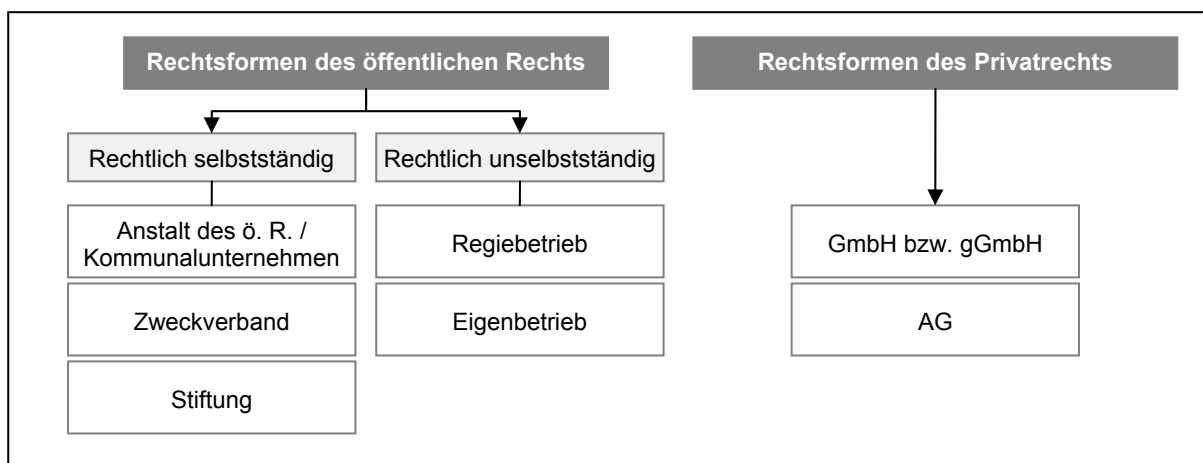 Rechtsformen des öffentlichen Rechts
Rechtsformen des Privatrechts
Rechtlich selbstständig
Rechtlich unselbstständig
Anstalt des ö. R. /
Kommunalunternehmen
Regiebetrieb
GmbH bzw. gGmbH
Zweckverband
Eigenbetrieb
AG
Stiftung